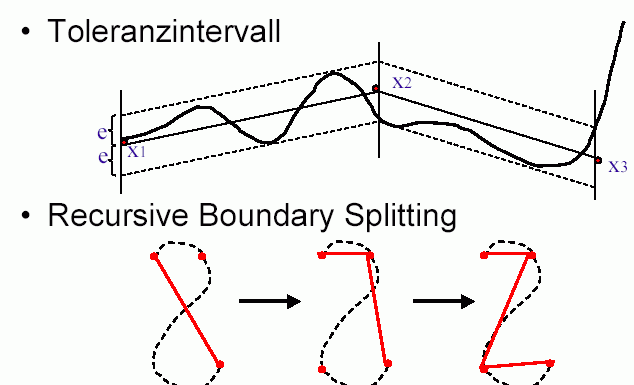 • Toleranzintervall
x2
e
e
x1
x3
• Recursive Boundary Splitting